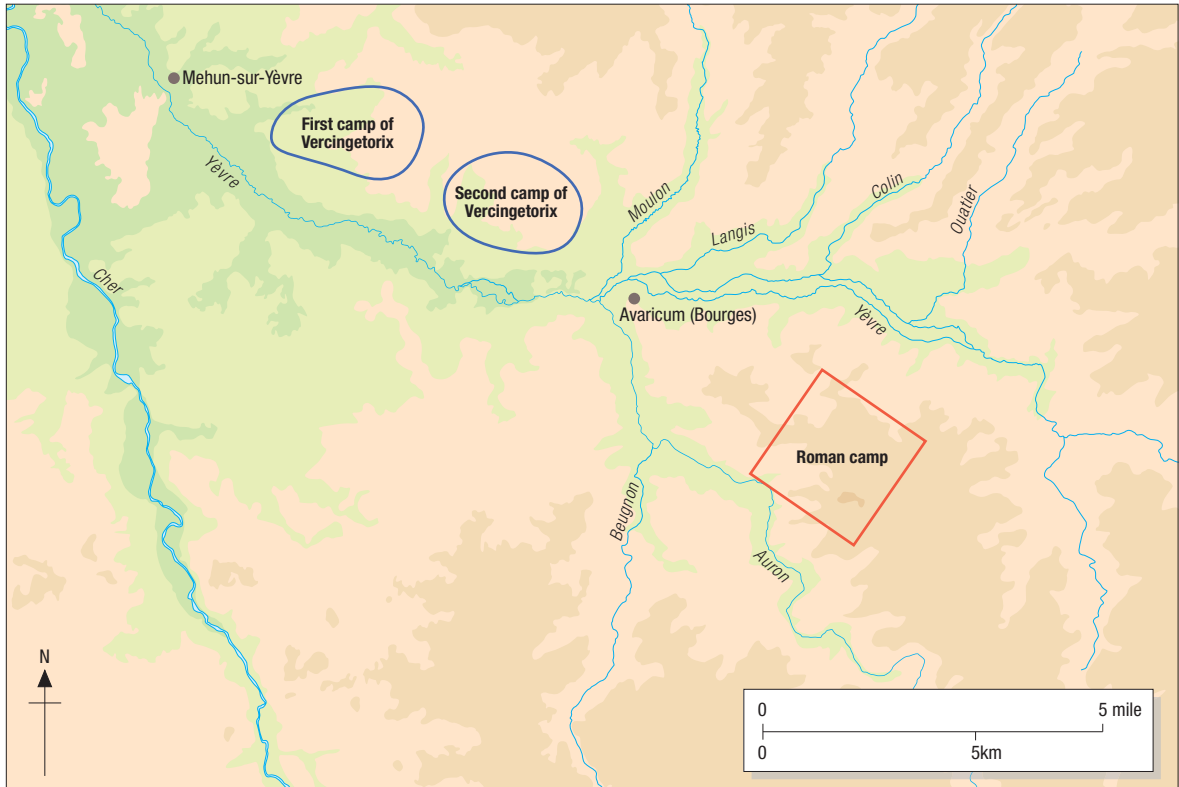 Mehun-sur-Yèvre
First camp of
Vercingetorix
Yèvre
Second camp of
Vercingetorix
Moulon
Langis
Colin
Ouatier
Cher
Avaricum (Bourges)
Yèvre
Roman camp
Beugnon
Auron
N
0
5 mile
0
5km